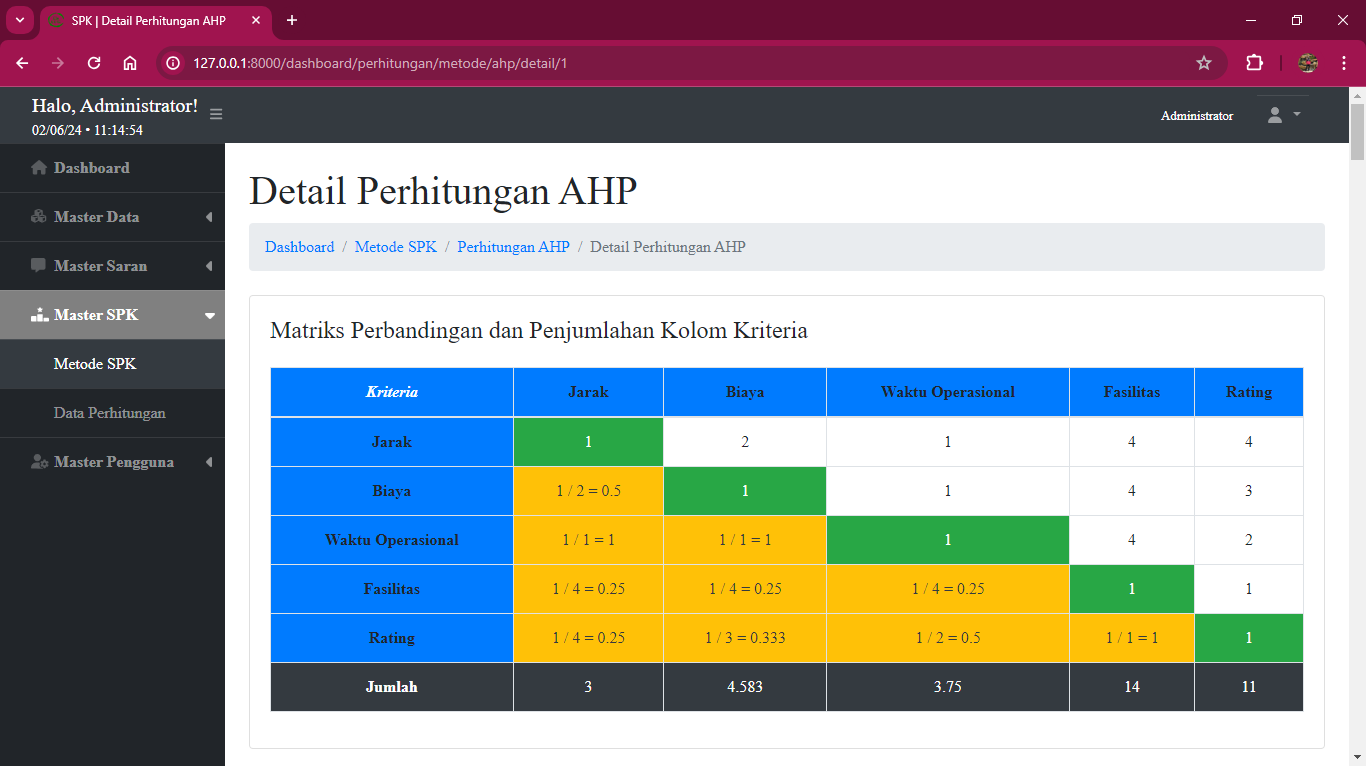 SPK | Detail Perhitungan AHP
127.0.0.1:8000/dashboard/perhitungan/metode/ahp/detail/1
Halo, Administrator!
02/06/24 • 11:14:54
Administrator
Dashboard
Master Data
Master Saran
Master SPK
Metode SPK
Data Perhitungan
Master Pengguna
Detail Perhitungan AHP
Dashboard / Metode SPK / Perhitungan AHP / Detail Perhitungan AHP
Matriks Perbandingan dan Penjumlahan Kolom Kriteria
Kriteria Jarak Biaya Waktu Operasional Fasilitas Rating
Jarak 1 2 1 4 4
Biaya 1 / 2 = 0.5 1 1 4 3
Waktu Operasional 1 / 1 = 1 1 / 1 = 1 1 4 2
Fasilitas 1 / 4 = 0.25 1 / 4 = 0.25 1 / 4 = 0.25 1 1
Rating 1 / 4 = 0.25 1 / 3 = 0.333 1 / 2 = 0.5 1 / 1 = 1 1
Jumlah 3 4.583 3.75 14 11